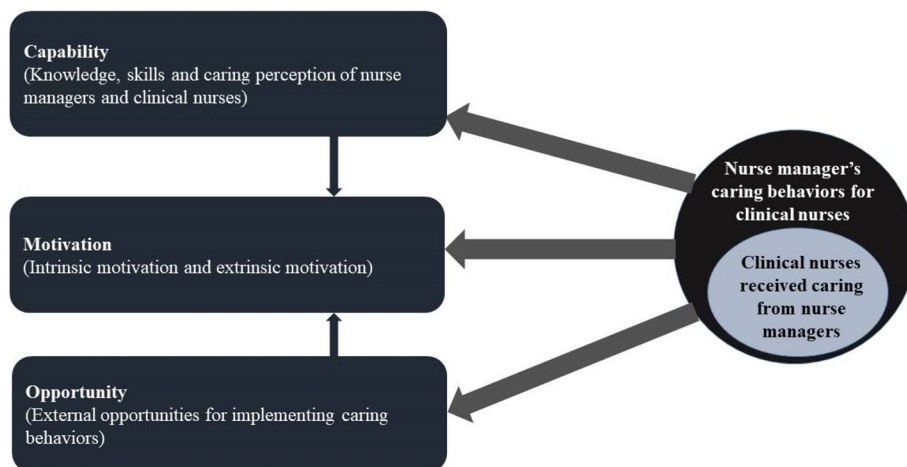 Capability
(Knowledge, skills and caring perception of nurse
managers and clinical nurses)
Motivation
(Intrinsic motivation and extrinsic motivation)
Opportunity
(External opportunities for implementing caring
behaviors)
Nurse manager’s
caring behaviors for
clinical nurses
Clinical nurses
received caring
from nurse
managers